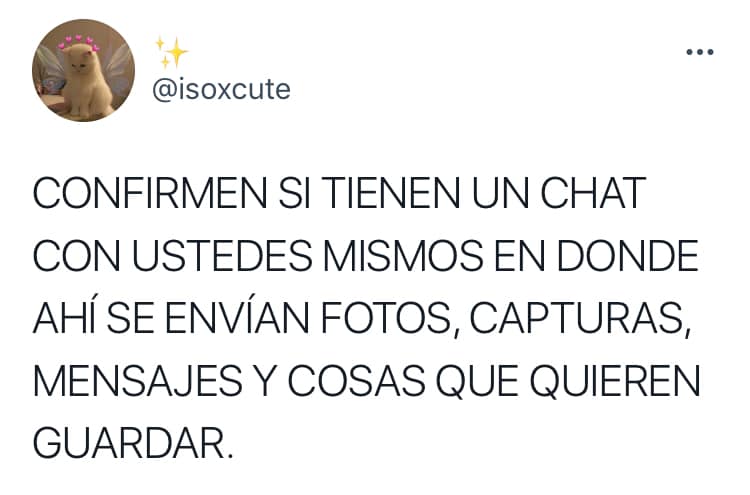 ✨
@isoxcute
CONFIRMEN SI TIENEN UN CHAT
CON USTEDES MISMOS EN DONDE
AHÍ SE ENVÍAN FOTOS, CAPTURAS,
MENSAJES Y COSAS QUE QUIEREN
GUARDAR.